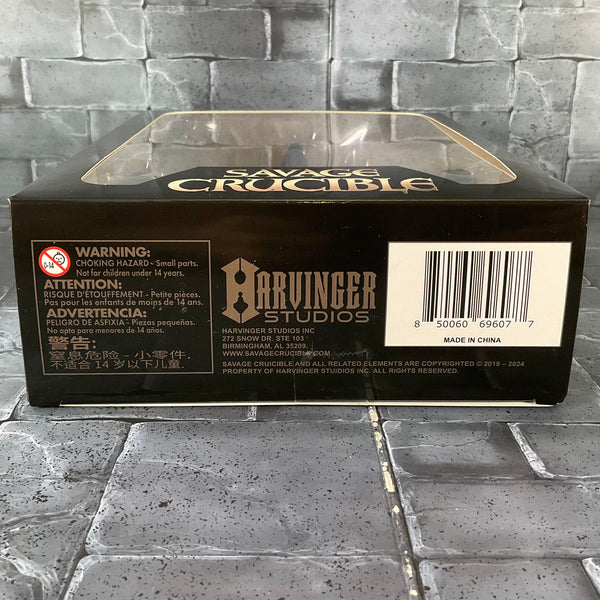 SAVAGE
CRUCIBLE
0-14
WARNING:
CHOKING HAZARD - Small parts.
Not for children under 14 years.
ATTENTION:
RISQUE D'ÉTOUFFEMENT - Petite pièces.
Pas pour les enfants de moins de 14 ans.
ADVERTENCIA:
PELIGRO DE ASFIXIA - Piezas pequeñas.
No apto para menores de 14 años.
警告:
窒息危险 - 小零件.
不适合 14 岁以下儿童.
HARVINGER
STUDIOS
HARVINGER STUDIOS INC
272 SNOW DR. STE 103
BIRMINGHAM, AL 35209.
WWW.SAVAGECRUCIBLE.COM
SAVAGE CRUICIBLE AND ALL RELATED ELEMENTS ARE COPYRIGHTED © 2019 – 2024
PROPERTY OF HARVINGER STUDIOS INC. ALL RIGHTS RESERVED.
8 50060 69607 7
MADE IN CHINA